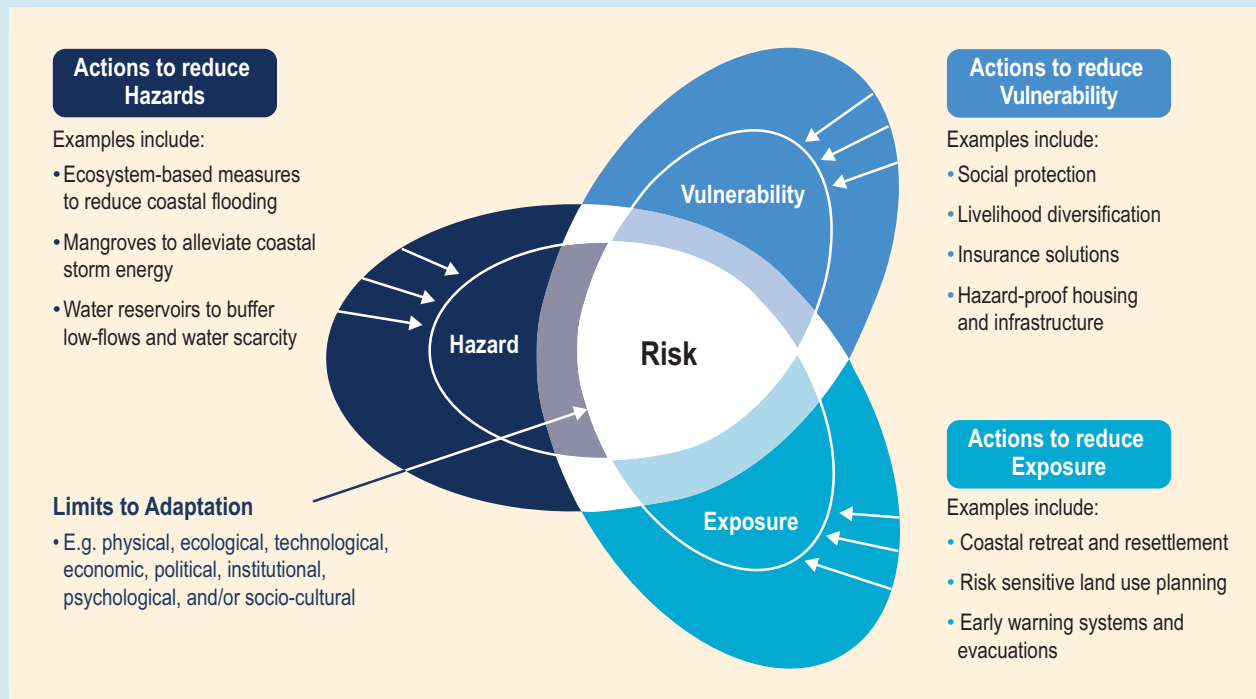 Actions to reduce
Hazards
Examples include:
• Ecosystem-based measures
to reduce coastal flooding
• Mangroves to alleviate coastal
storm energy
• Water reservoirs to buffer
low-flows and water scarcity
Limits to Adaptation
• E.g. physical, ecological, technological,
economic, political, institutional,
psychological, and/or socio-cultural
Vulnerability
Hazard
Risk
Exposure
Actions to reduce
Vulnerability
Examples include:
• Social protection
• Livelihood diversification
• Insurance solutions
• Hazard-proof housing
and infrastructure
Actions to reduce
Exposure
Examples include:
• Coastal retreat and resettlement
• Risk sensitive land use planning
• Early warning systems and
evacuations